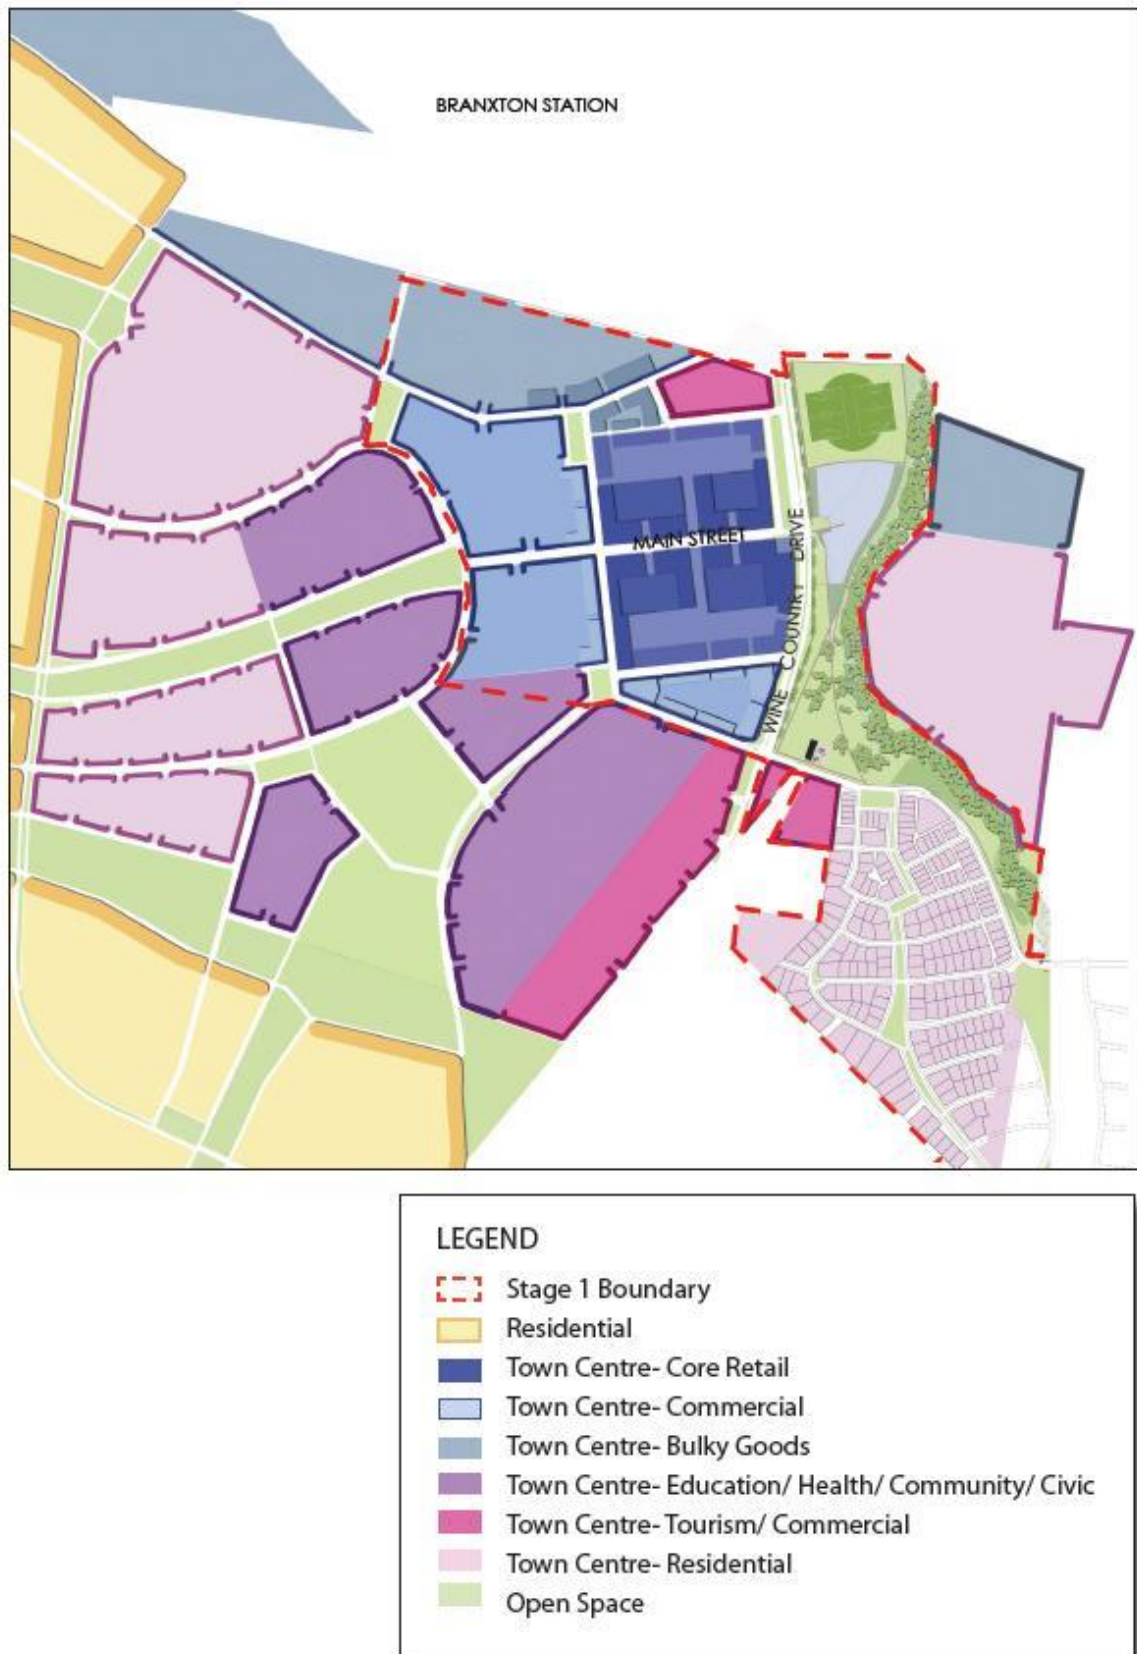 BRANXTON STATION
MAIN STREET
WINE COUNTRY DRIVE
LEGEND
Stage 1 Boundary
Residential
Town Centre- Core Retail
Town Centre- Commercial
Town Centre- Bulky Goods
Town Centre- Education/ Health/ Community/ Civic
Town Centre- Tourism/ Commercial
Town Centre- Residential
Open Space